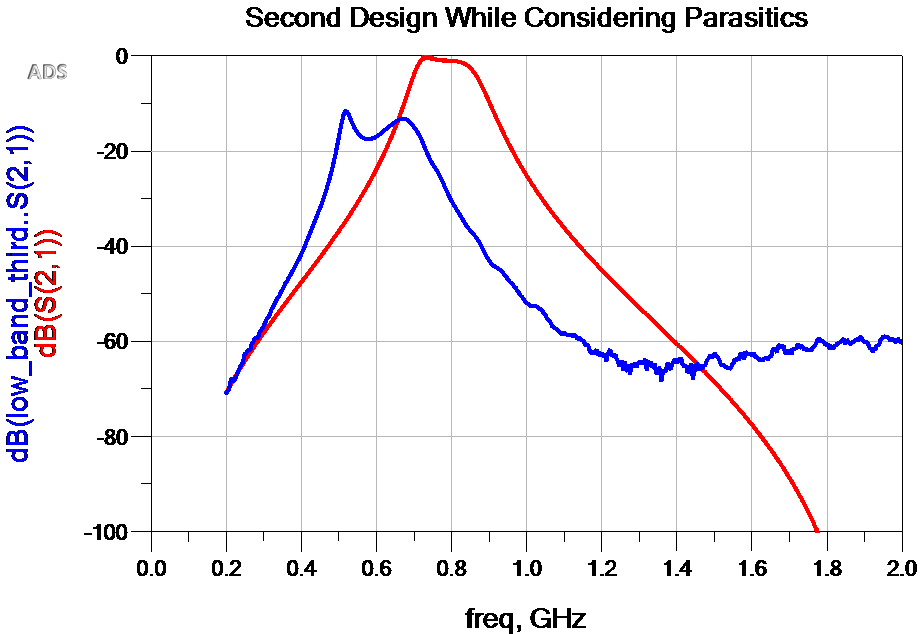 Second Design While Considering Parasitics
ADS
dB(low_band_third..S(2,1))
dB(S(2,1))
0
-20
-40
-60
-80
-100
0.0 0.2 0.4 0.6 0.8 1.0 1.2 1.4 1.6 1.8 2.0
freq, GHz